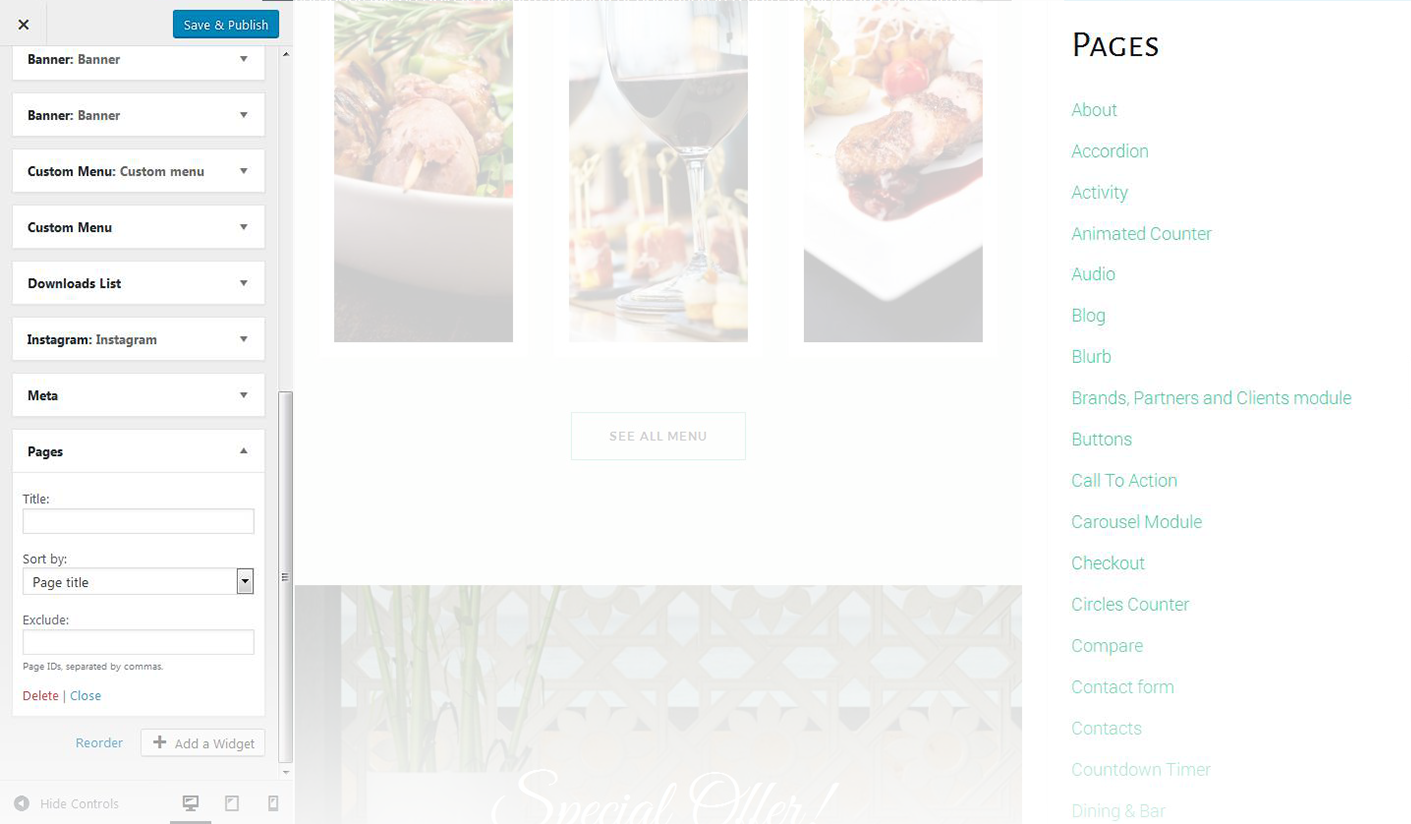 Save & Publish
Banner: Banner
Banner: Banner
Custom Menu: Custom menu
Custom Menu
Downloads List
Instagram: Instagram
Meta
Pages
Title:
Sort by:
Page title
Exclude:
Page IDs, separated by commas.
Delete | Close
Reorder
Add a Widget
Hide Controls
SEE ALL MENU
Special Offer!
Pages
About
Accordion
Activity
Animated Counter
Audio
Blog
Blurb
Brands, Partners and Clients module
Buttons
Call To Action
Carousel Module
Checkout
Circles Counter
Compare
Contact form
Contacts
Countdown Timer
Dining & Bar